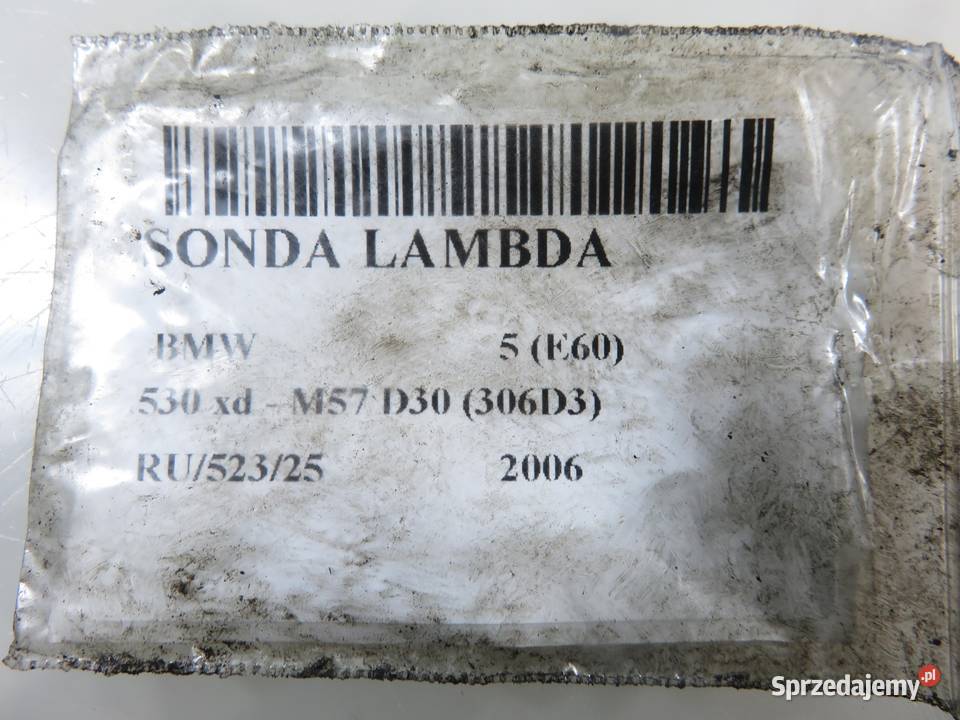 SONDA LAMBDA
BMW 5 (E60)
530 xd - M57 D30 (306D3)
RU/523/25 2006
Sprzedajemy.pl